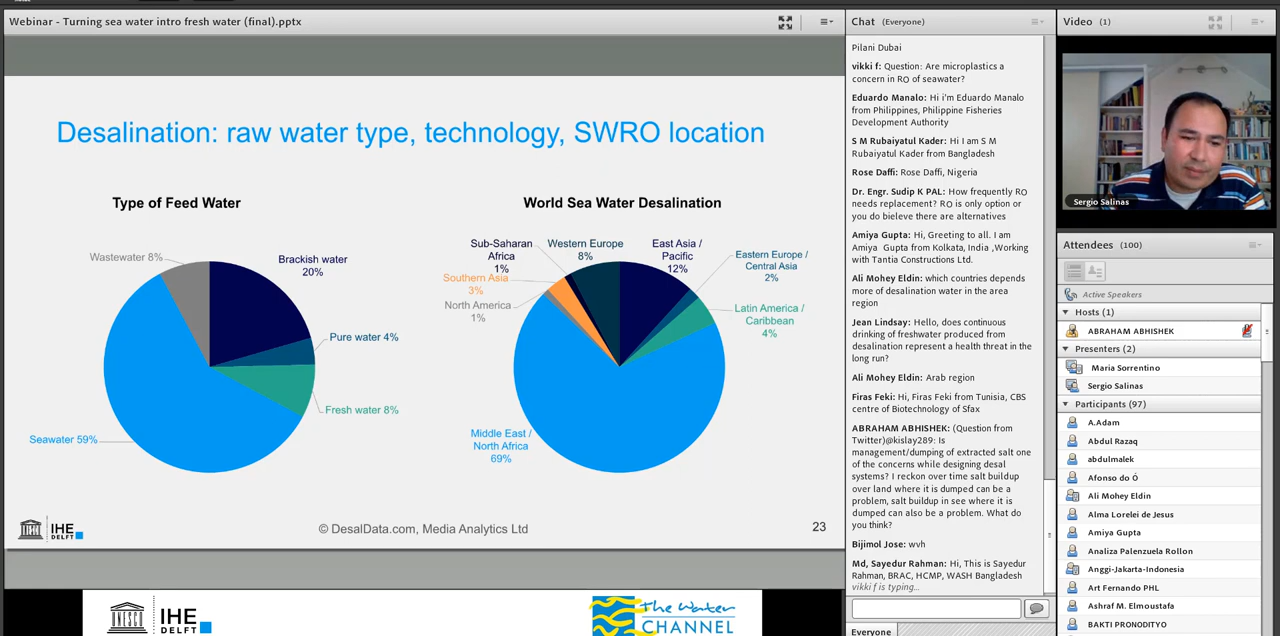 Webinar - Turning sea water intro fresh water (final).pptx
Desalination: raw water type, technology, SWRO location
Type of Feed Water
Wastewater 8%
Brackish water
20%
Pure water 4%
Fresh water 8%
Seawater 59%
World Sea Water Desalination
Sub-Saharan
Africa
1%
Western Europe
8%
East Asia /
Pacific
12%
Eastern Europe /
Central Asia
2%
Southern Asia
3%
North America
1%
Latin America /
Caribbean
4%
Middle East /
North Africa
69%
IHE
DELFT
© DesalData.com, Media Analytics Ltd
23
UNESCO
IHE
DELFT
The Water
CHANNEL
Chat (Everyone)
Pilani Dubai
vikki f: Question: Are microplastics a
concern in RO of seawater?
Eduardo Manalo: Hi i'm Eduardo Manalo
from Philippines, Philippine Fisheries
Development Authority
S M Rubaiyatul Kader: Hi I am S M
Rubaiyatul Kader from Bangladesh
Rose Daffi: Rose Daffi, Nigeria
Dr. Engr. Sudip K PAL: How frequently RO
needs replacement? RO is only option or
you do bieleve there are alternatives
Amiya Gupta: Hi, Greeting to all. I am
Amiya Gupta from Kolkata, India ,Working
with Tantia Constructions Ltd.
Ali Mohey Eldin: which countries depends
more of desalination water in the area
region
Jean Lindsay: Hello, does continuous
drinking of freshwater produced from
desalination represent a health threat in the
long run?
Ali Mohey Eldin: Arab region
Firas Feki: Hi, Firas Feki from Tunisia, CBS
centre of Biotechnology of Sfax
ABRAHAM ABHISHEK: (Question from
Twitter)@kislay289: Is
management/dumping of extracted salt one
of the concerns while designing desal
systems? I reckon over time salt buildup
over land where it is dumped can be a
problem, salt buildup in see where it is
dumped can also be a problem. What do
you think?
Bijimol Jose: wvh
Md, Sayedur Rahman: Hi, This is Sayedur
Rahman, BRAC, HCMP, WASH Bangladesh
vikki f is typing...
Everyone
Video (1)
Sergio Salinas
Attendees (100)
Active Speakers
Hosts (1)
ABRAHAM ABHISHEK
Presenters (2)
Maria Sorrentino
Sergio Salinas
Participants (97)
A.Adam
Abdul Razaq
abdulmalek
Afonso do Ó
Ali Mohey Eldin
Alma Lorelei de Jesus
Amiya Gupta
Analiza Palenzuela Rollon
Anggi-Jakarta-Indonesia
Art Fernando PHL
Ashraf M. Elmoustafa
BAKTI PRONODITYO